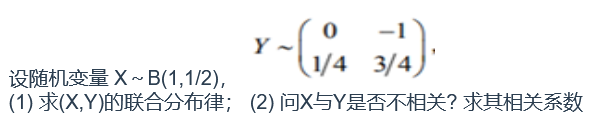 Y ~ ( 0 -1
1/4 3/4 ),
设随机变量 X ~ B(1,1/2),
(1) 求(X,Y)的联合分布律； (2) 问X与Y是否不相关? 求其相关系数